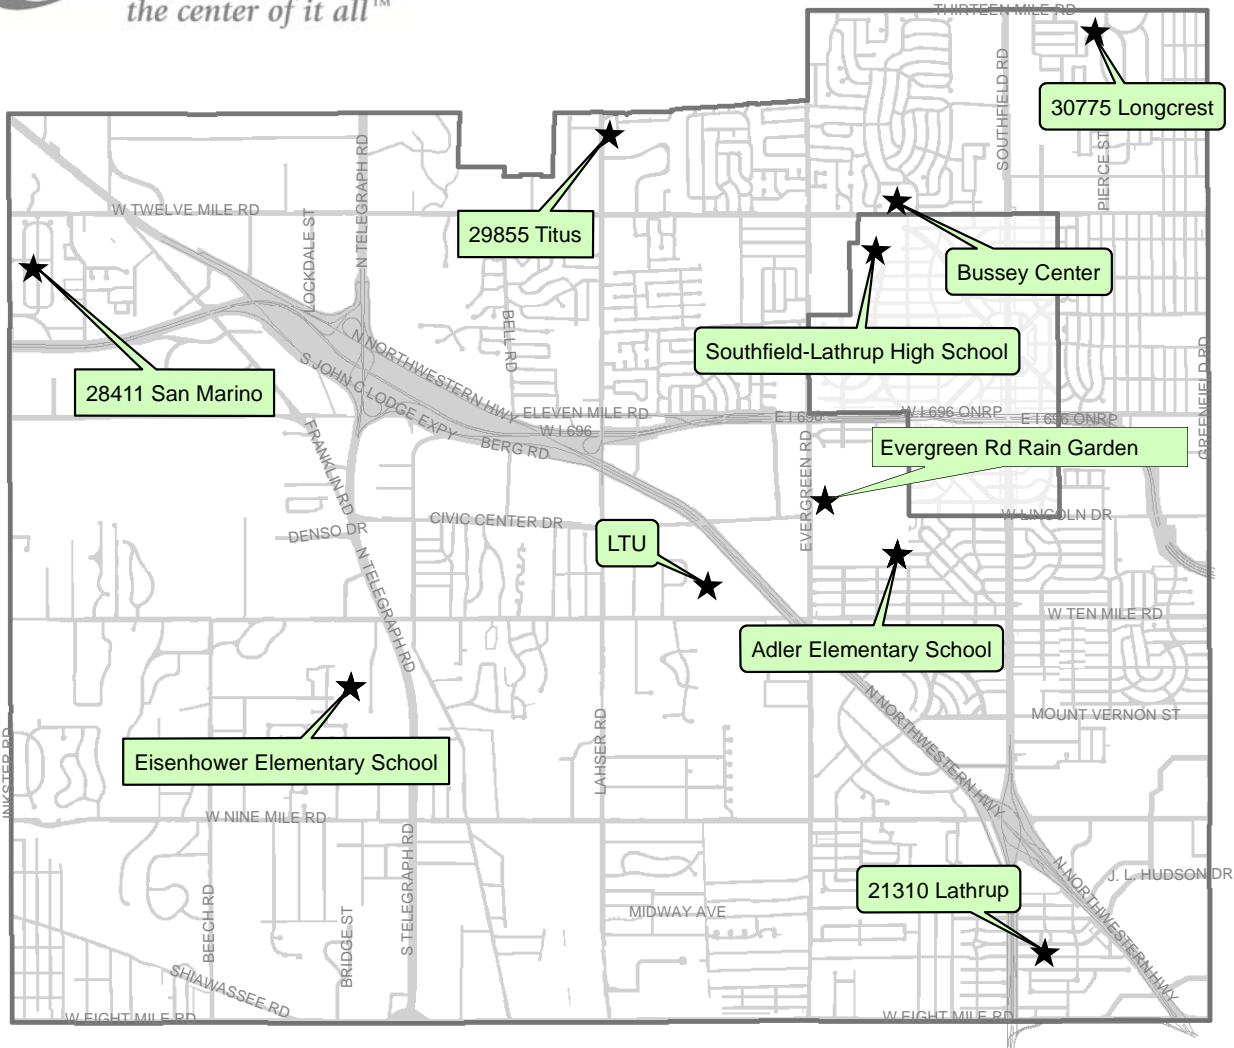 the center of it all™
THIRTEEN MILE RD
SOUTHFIELD RD
30775 Longcrest
PIERCE ST
N TELEGRAPH RD
W TWELVE MILE RD
LOCKDALE ST
29855 Titus
Bussey Center
BELL RD
Southfield-Lathrup High School
N NORTHWESTERN HWY
S JOHN C LODGE EXPY
28411 San Marino
GREENFIELD RD
ELEVEN MILE RD
W I 696
E I 696
W I 696 ONRP
E I 696 ONRP
BERG RD
FRANKLIN RD
Evergreen Rd Rain Garden
EVERGREEN RD
CIVIC CENTER DR
DENSO DR
W LINCOLN DR
LTU
N TELEGRAPH RD
W TEN MILE RD
Adler Elementary School
N NORTHWESTERN HWY
MOUNT VERNON ST
LAHSER RD
INKSTER RD
Eisenhower Elementary School
W NINE MILE RD
S TELEGRAPH RD
N NORTHWESTERN HWY
J. L. HUDSON DR
21310 Lathrup
MIDWAY AVE
BEECH RD
BRIDGE ST
SHIAWASSEE RD
W EIGHT MILE RD
W EIGHT MILE RD